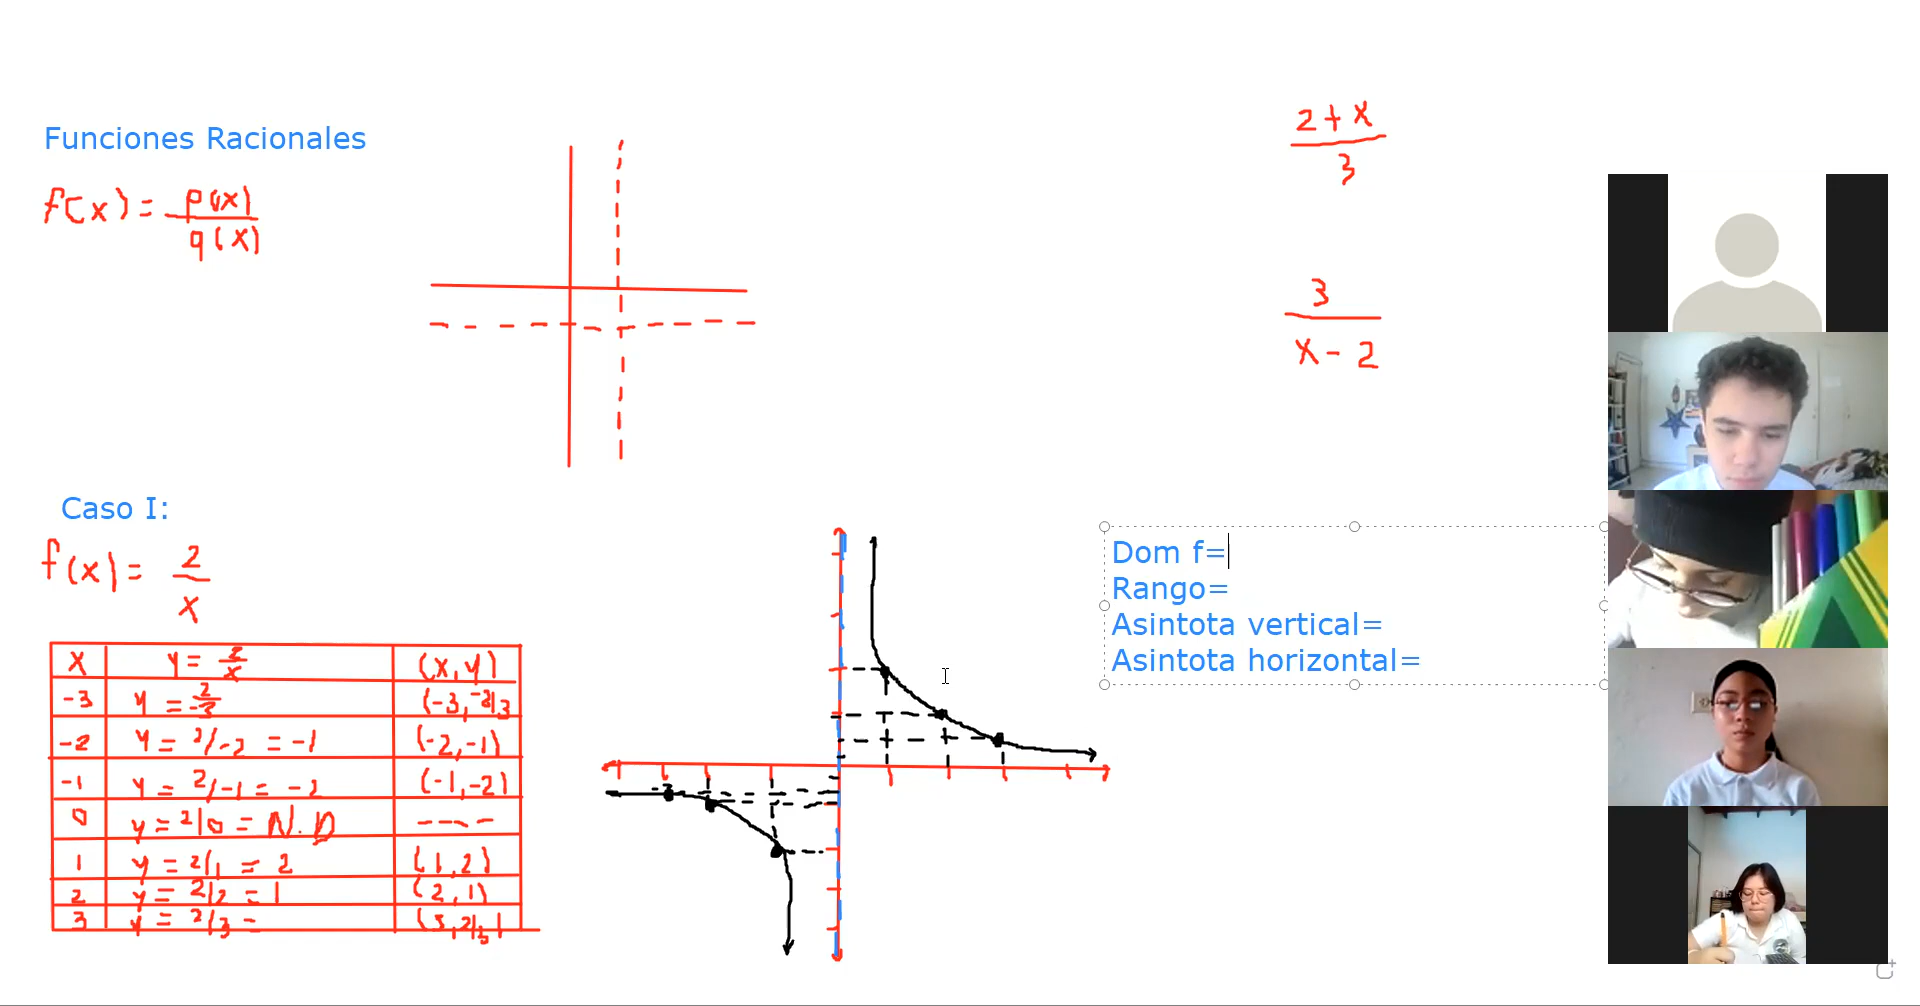 Funciones Racionales
f(x) = p(x)
q(x)
2+x
3
3
x-2
Caso I:
f(x) = 2
x
x y = 2/x (x,y)
-3 y = 2/-3 (-3,-2/3
-2 y = 2/-2 = -1 (-2,-1)
-1 y = 2/-1 = -2 (-1,-2)
0 y = 2/0 = N.D ----
1 y = 2/1 = 2 (1,2)
2 y = 2/2 = 1 (2,1)
3 y = 2/3 = (3,2/3)
Dom f=
Rango=
Asintota vertical=
Asintota horizontal=